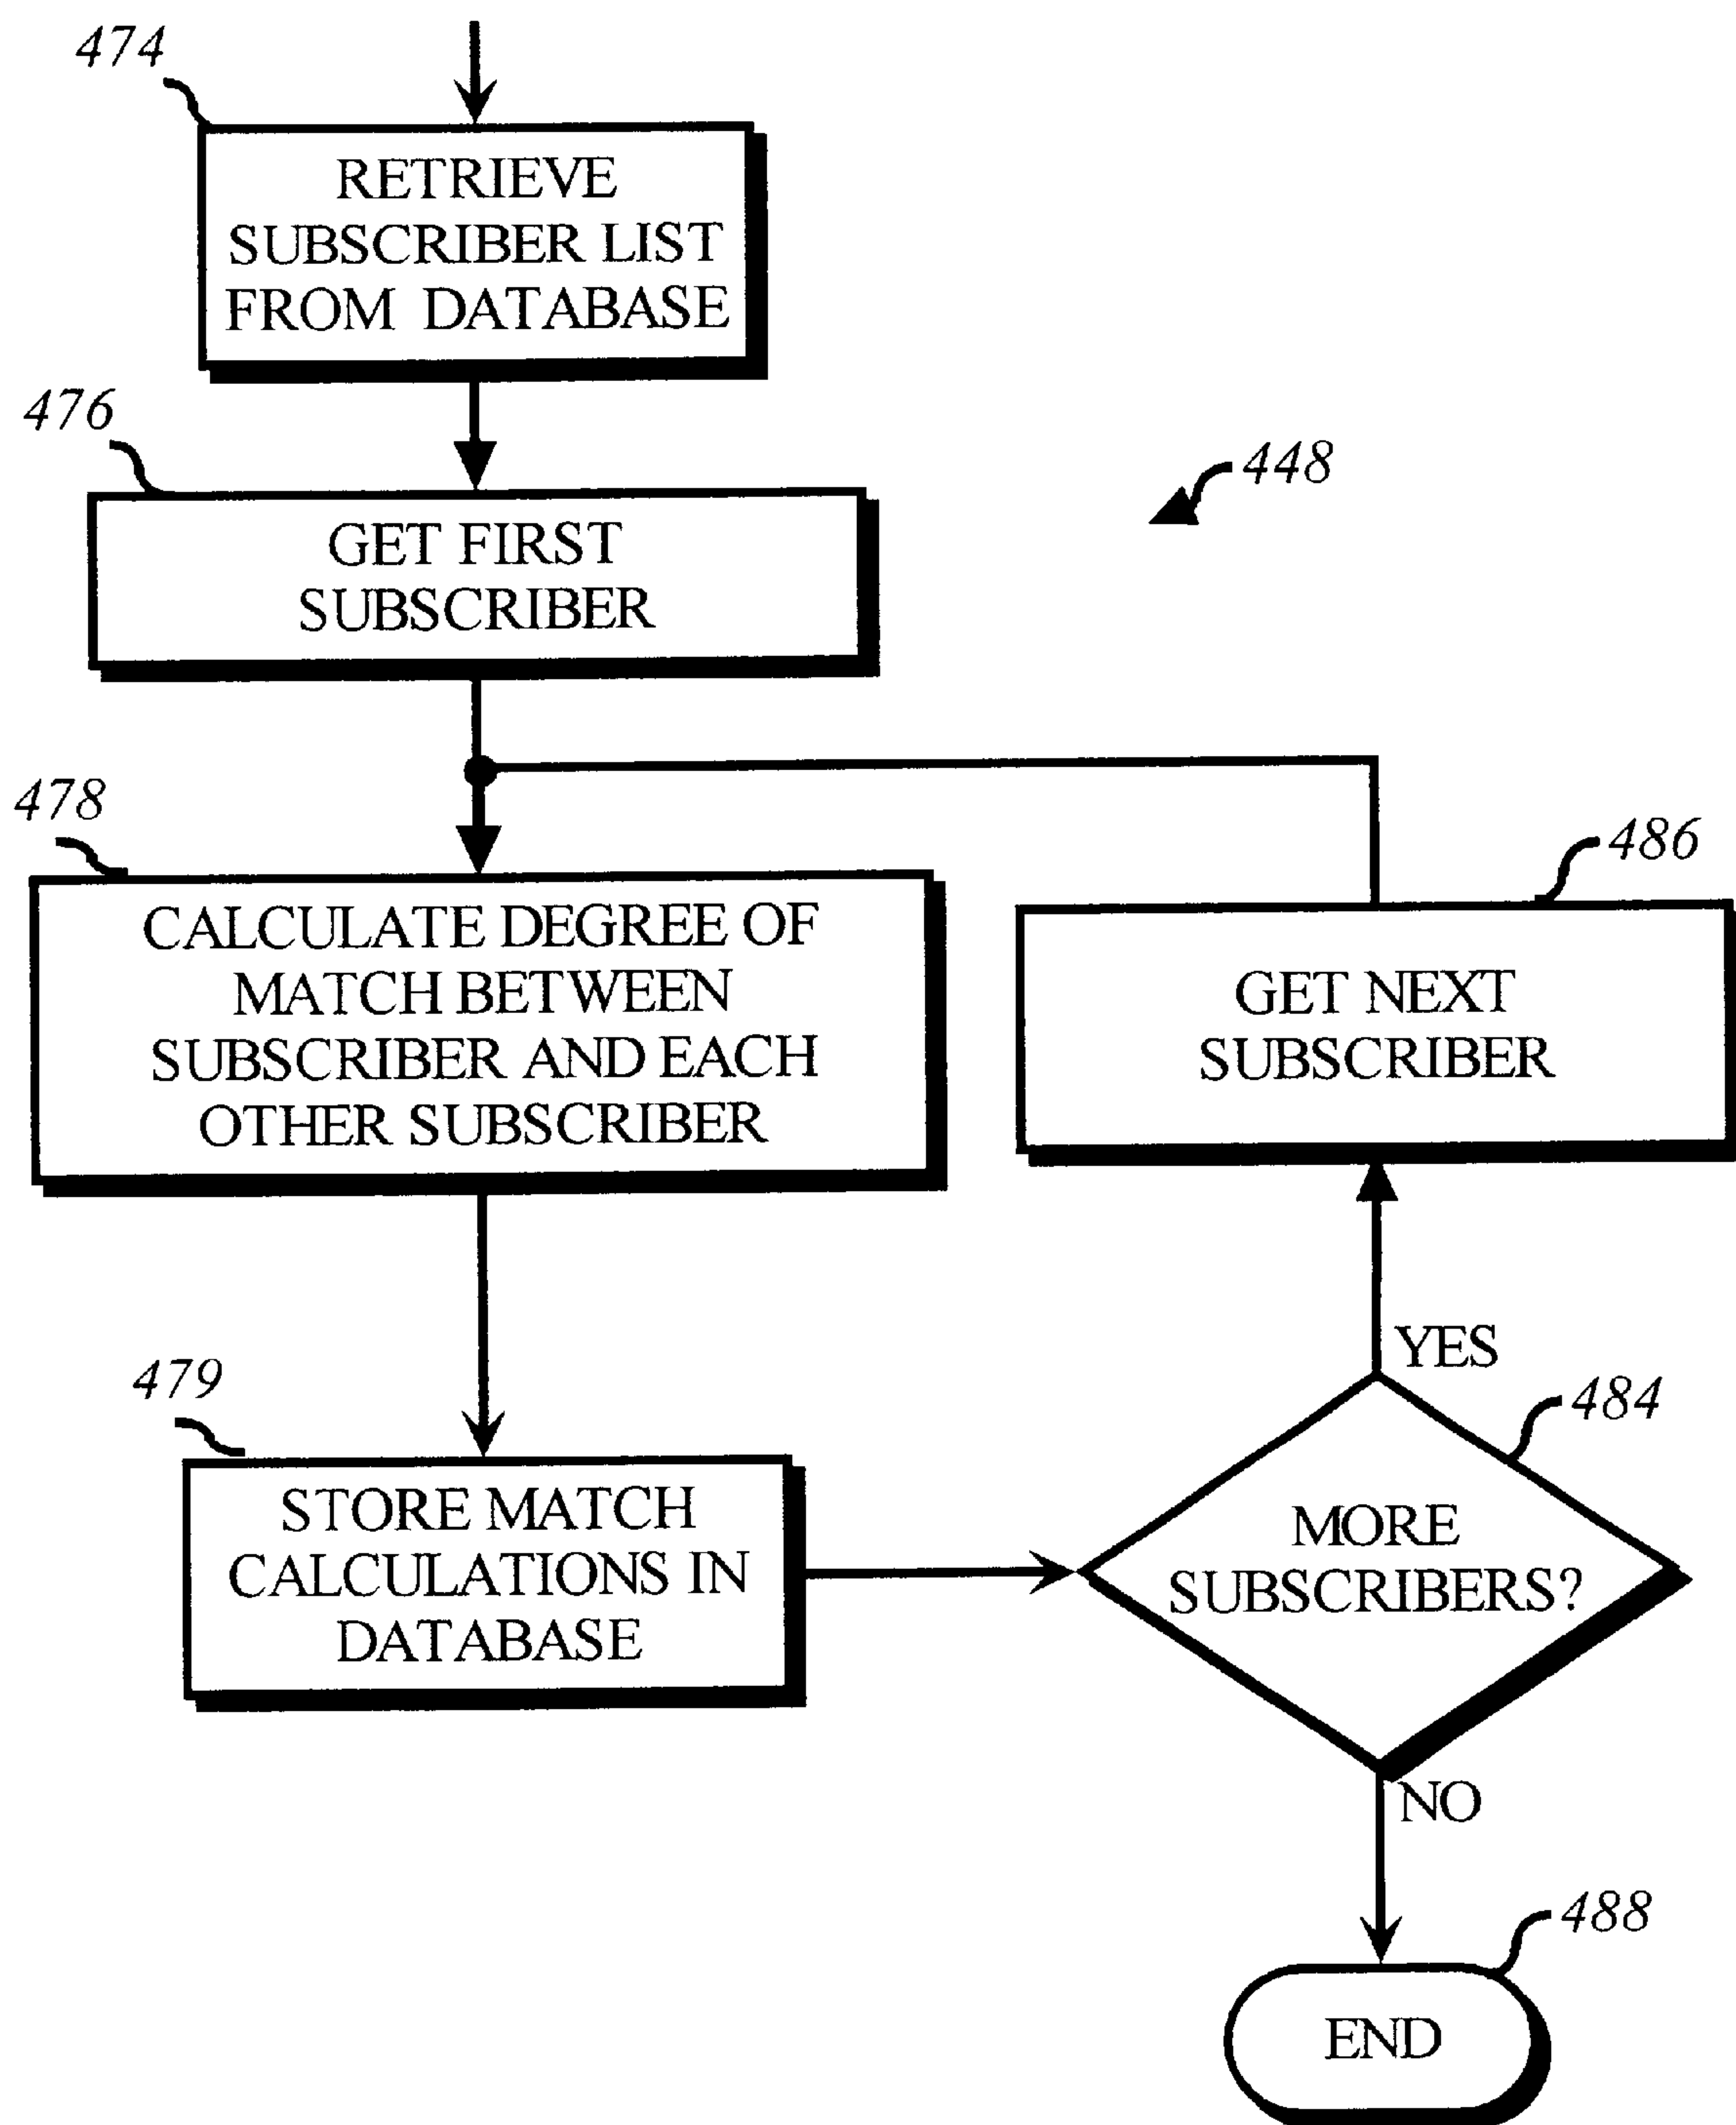 474
RETRIEVE
SUBSCRIBER LIST
FROM DATABASE
476
GET FIRST
SUBSCRIBER
448
478
CALCULATE DEGREE OF
MATCH BETWEEN
SUBSCRIBER AND EACH
OTHER SUBSCRIBER
486
GET NEXT
SUBSCRIBER
YES
479
STORE MATCH
CALCULATIONS IN
DATABASE
484
MORE
SUBSCRIBERS?
NO
488
END